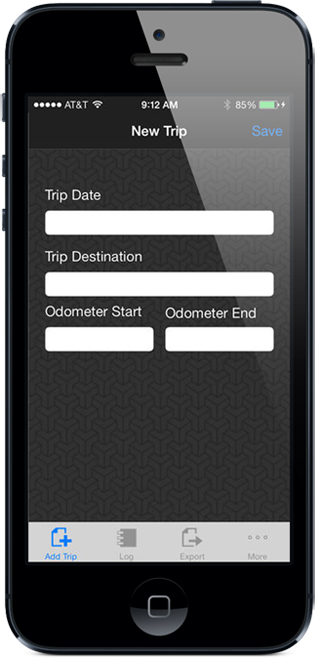 ●●●●● AT&T 9:12 AM 85%
New Trip Save
Trip Date
Trip Destination
Odometer Start Odometer End
Add Trip Log Export More